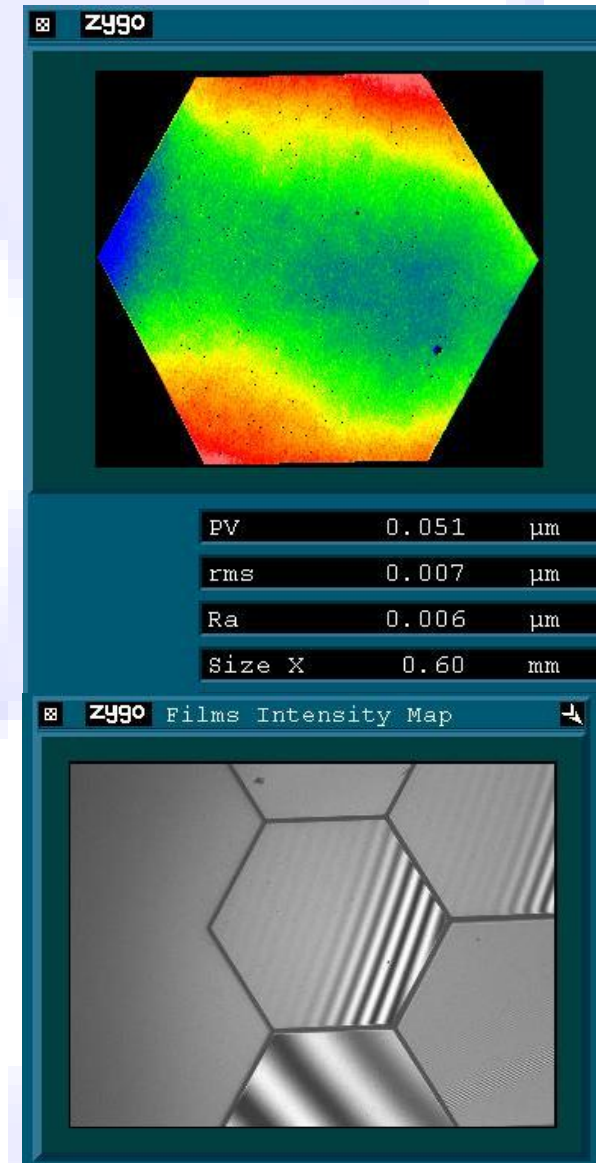 zygo
PV 0.051 µm
rms 0.007 µm
Ra 0.006 µm
Size X 0.60 mm
zygo Films Intensity Map